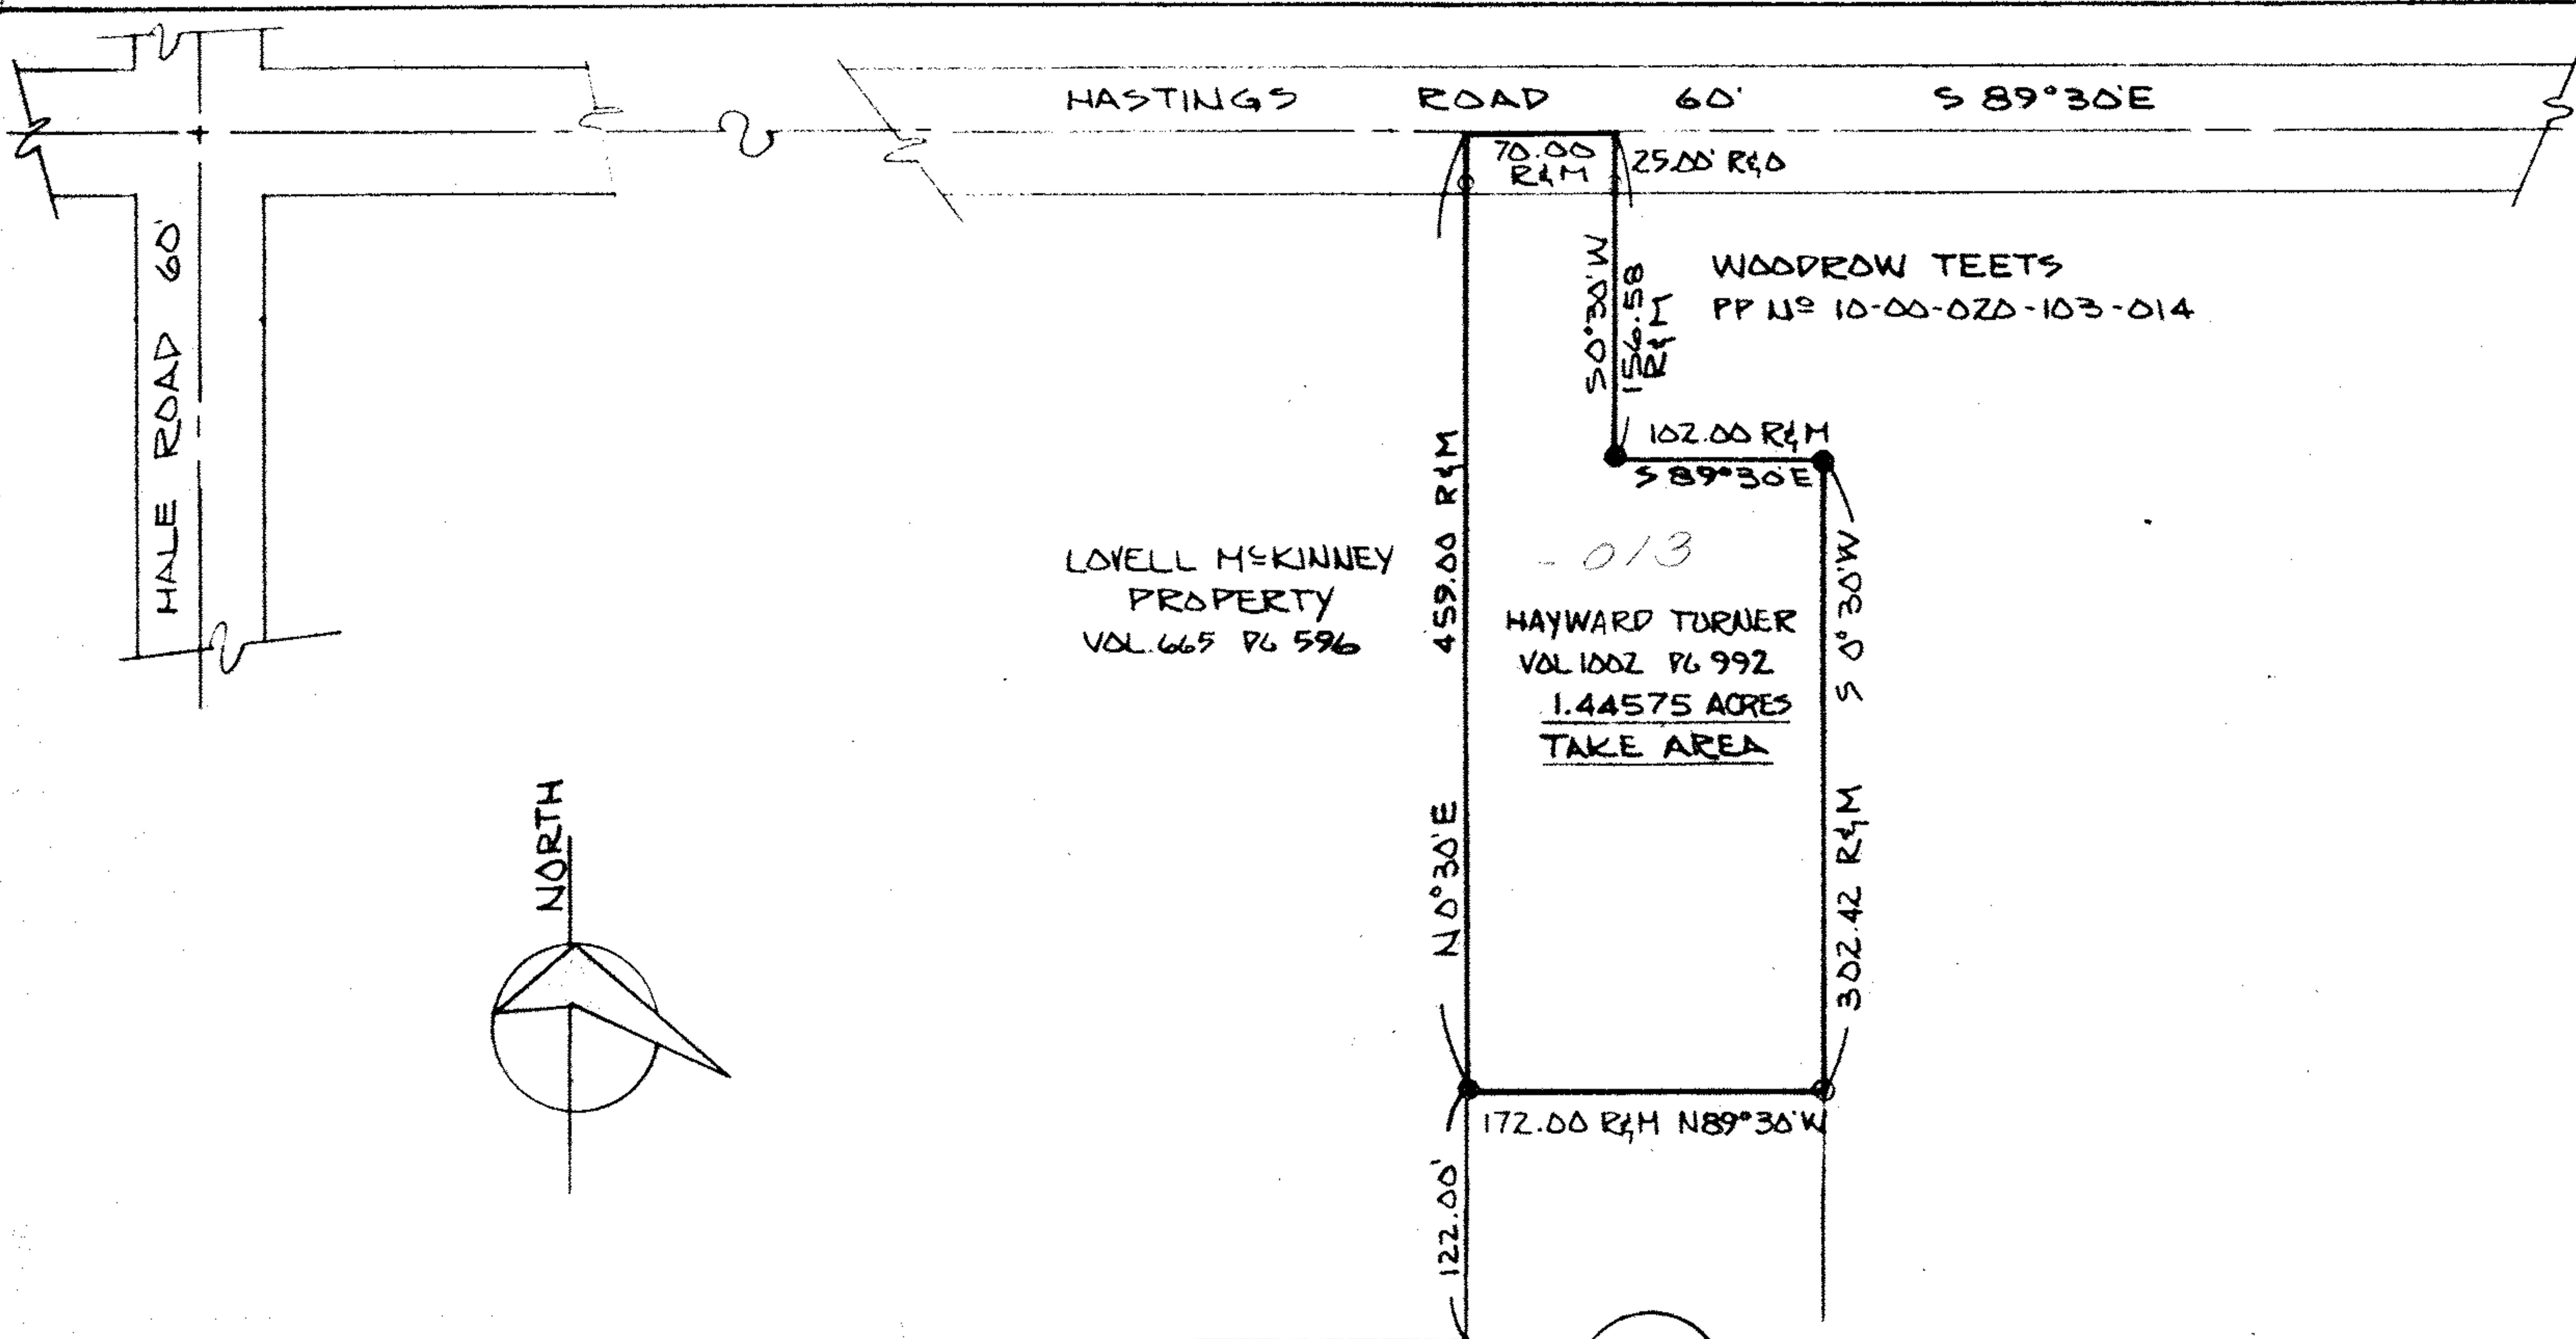 HASTINGS ROAD 60' S 89°30'E
70.00
R&M
25.00' R&O
HALE ROAD 60'
S 0°30'W
156.58
R&M
WOODROW TEETS
PP Nº 10-00-020-103-014
102.00 R&M
S 89°30'E
459.00 R&M
N 0°30'E
LOVELL McKINNEY
PROPERTY
VOL. 665 PG 596
- 013
HAYWARD TURNER
VOL 1002 PG 992
1.44575 ACRES
TAKE AREA
S 0°30'W
302.42 R&M
NORTH
172.00 R&M N89°30'W
122.00'